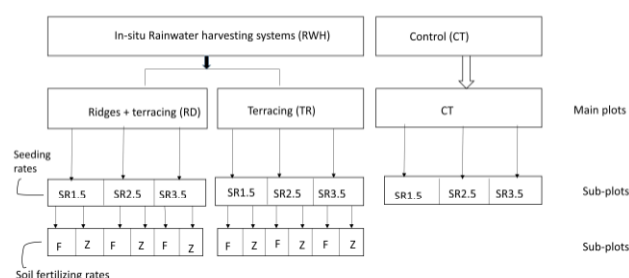 In-situ Rainwater harvesting systems (RWH)
Control (CT)
Ridges + terracing (RD)
Terracing (TR)
CT
Main plots
Seeding
rates
SR1.5 SR2.5 SR3.5
SR1.5 SR2.5 SR3.5
SR1.5 SR2.5 SR3.5
Sub-plots
F Z F Z F Z
F Z F Z F Z
Sub-plots
Soil fertilizing rates